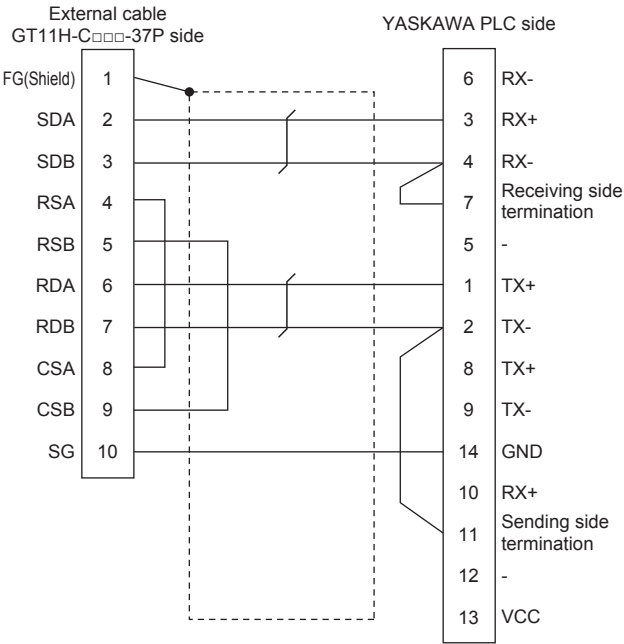 External cable
GT11H-C□□□-37P side
YASKAWA PLC side
FG(Shield) 1 6 RX-
SDA 2 3 RX+
SDB 3 4 RX-
RSA 4 7 Receiving side
termination
RSB 5 5 -
RDA 6 1 TX+
RDB 7 2 TX-
CSA 8 8 TX+
CSB 9 9 TX-
SG 10 14 GND
10 RX+
11 Sending side
termination
12 -
13 VCC